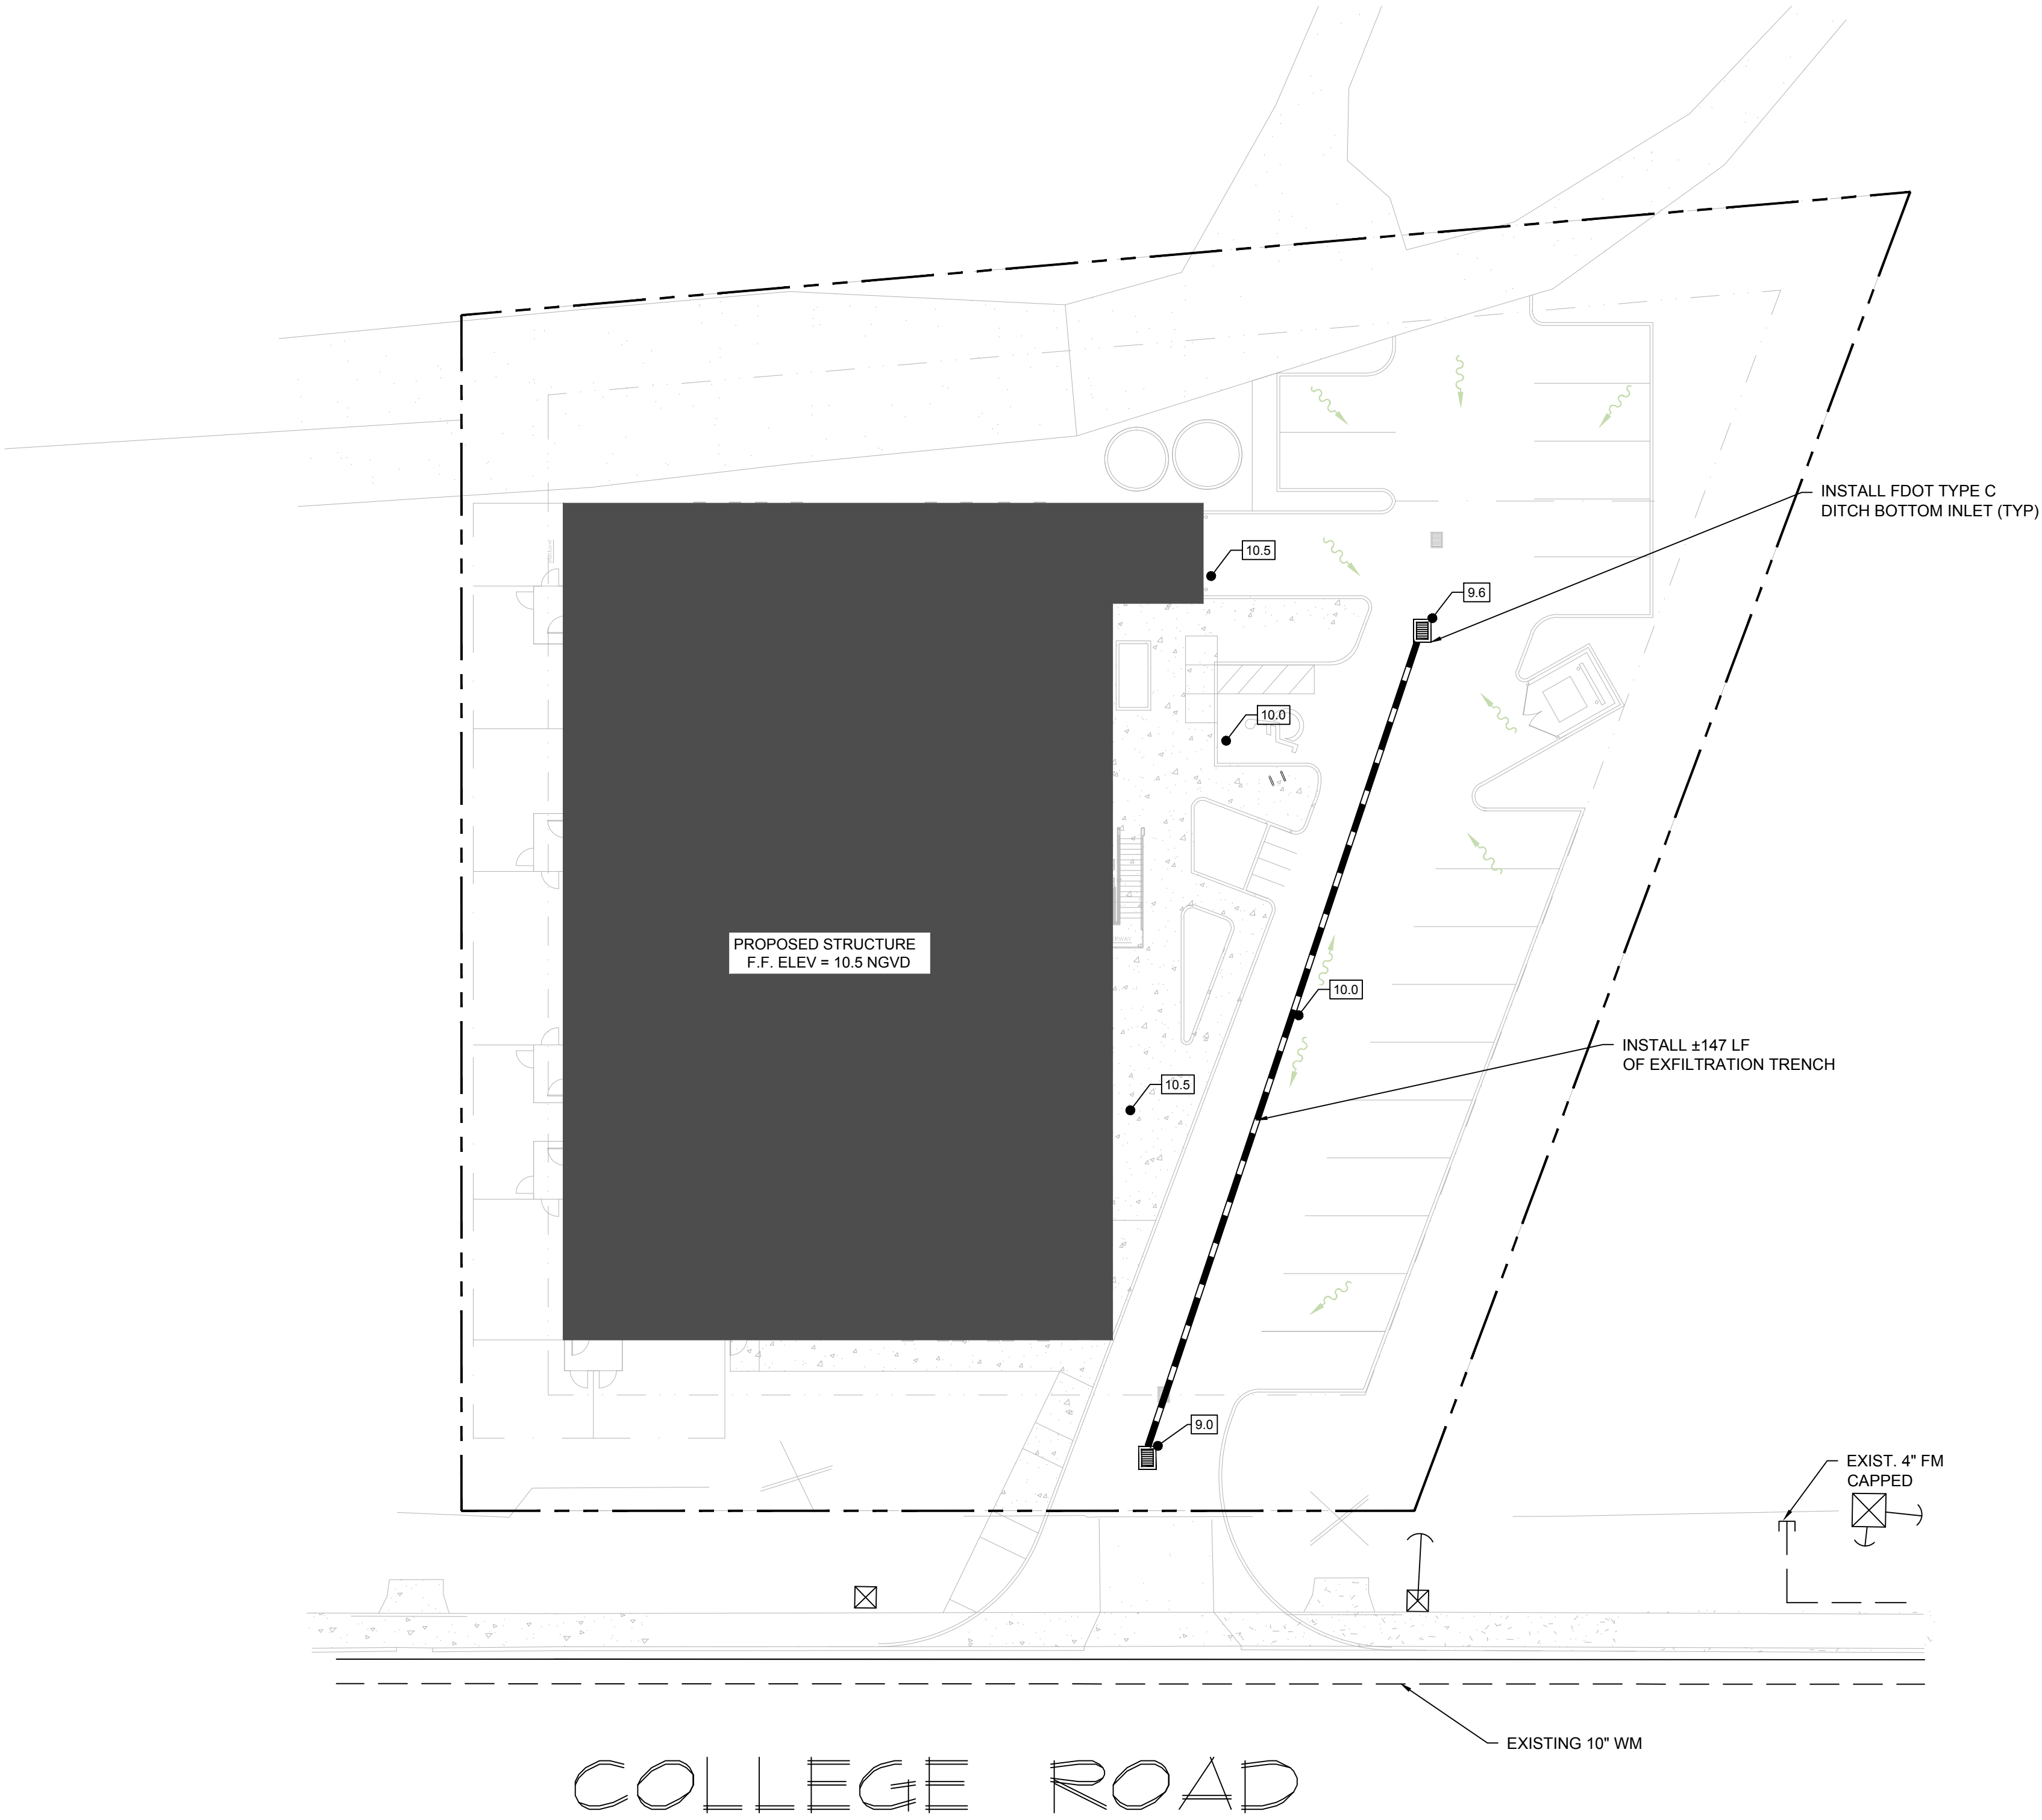 INSTALL FDOT TYPE C
DITCH BOTTOM INLET (TYP)
10.5
9.6
10.0
PROPOSED STRUCTURE
F.F. ELEV = 10.5 NGVD
10.0
INSTALL ±147 LF
OF EXFILTRATION TRENCH
10.5
9.0
EXIST. 4" FM
CAPPED
EXISTING 10" WM
COLLEGE ROAD